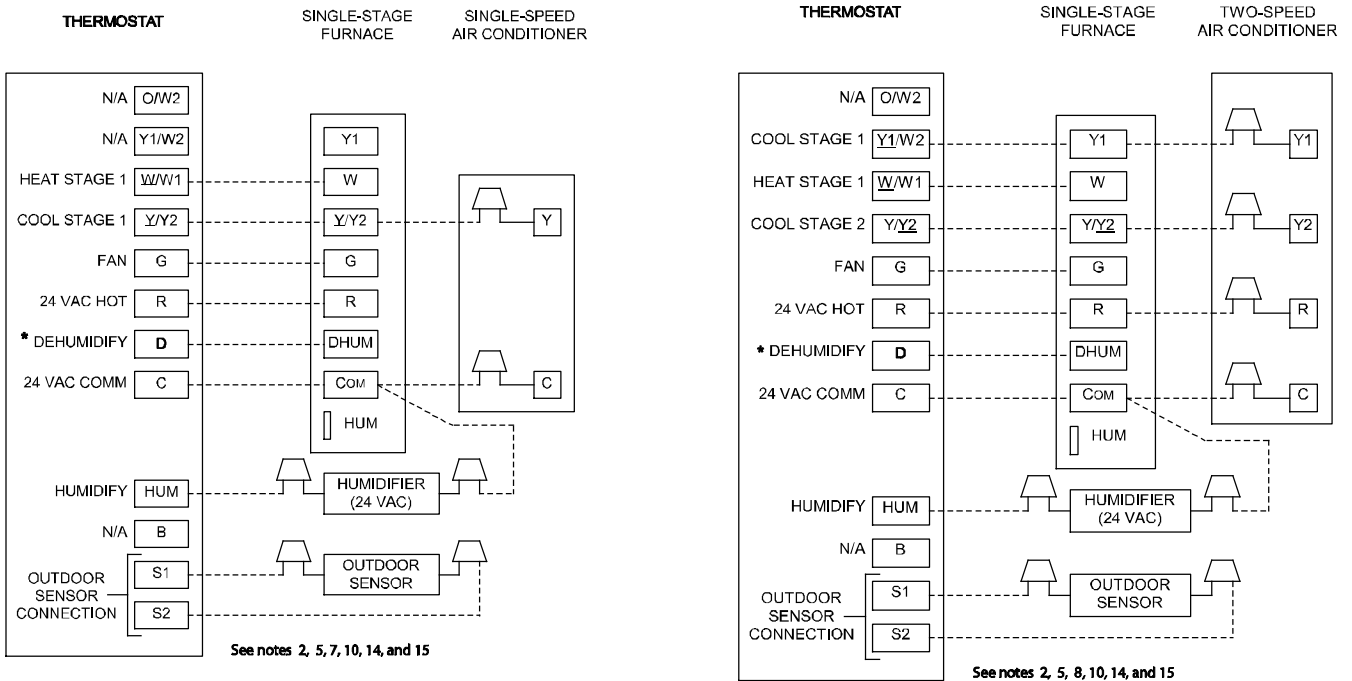 THERMOSTAT
SINGLE-STAGE
FURNACE
SINGLE-SPEED
AIR CONDITIONER
N/A O/W2
N/A Y1/W2 Y1
HEAT STAGE 1 W/W1 W
COOL STAGE 1 Y/Y2 Y/Y2 Y
FAN G G
24 VAC HOT R R
* DEHUMIDIFY D DHUM
24 VAC COMM C COM C
HUM
HUMIDIFY HUM
HUMIDIFIER
(24 VAC)
N/A B
OUTDOOR
SENSOR
CONNECTION
S1
S2
OUTDOOR
SENSOR
See notes 2, 5, 7, 10, 14, and 15
THERMOSTAT
SINGLE-STAGE
FURNACE
TWO-SPEED
AIR CONDITIONER
N/A O/W2
COOL STAGE 1 Y1/W2 Y1 Y1
HEAT STAGE 1 W/W1 W
COOL STAGE 2 Y/Y2 Y/Y2 Y2
FAN G G
24 VAC HOT R R R
* DEHUMIDIFY D DHUM
24 VAC COMM C COM C
HUM
HUMIDIFY HUM
HUMIDIFIER
(24 VAC)
N/A B
OUTDOOR
SENSOR
CONNECTION
S1
S2
OUTDOOR
SENSOR
See notes 2, 5, 8, 10, 14, and 15